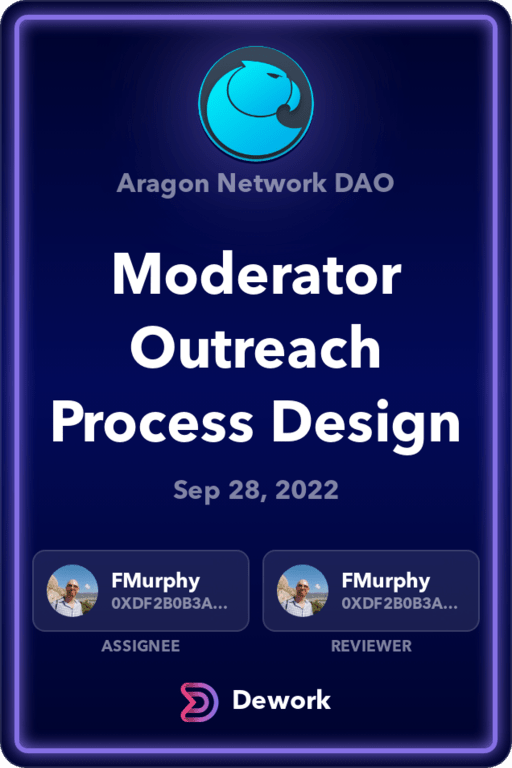 Aragon Network DAO
Moderator
Outreach
Process Design
Sep 28, 2022
FMurphy
0XDF2B0B3A...
ASSIGNEE
FMurphy
0XDF2B0B3A...
REVIEWER
Dework